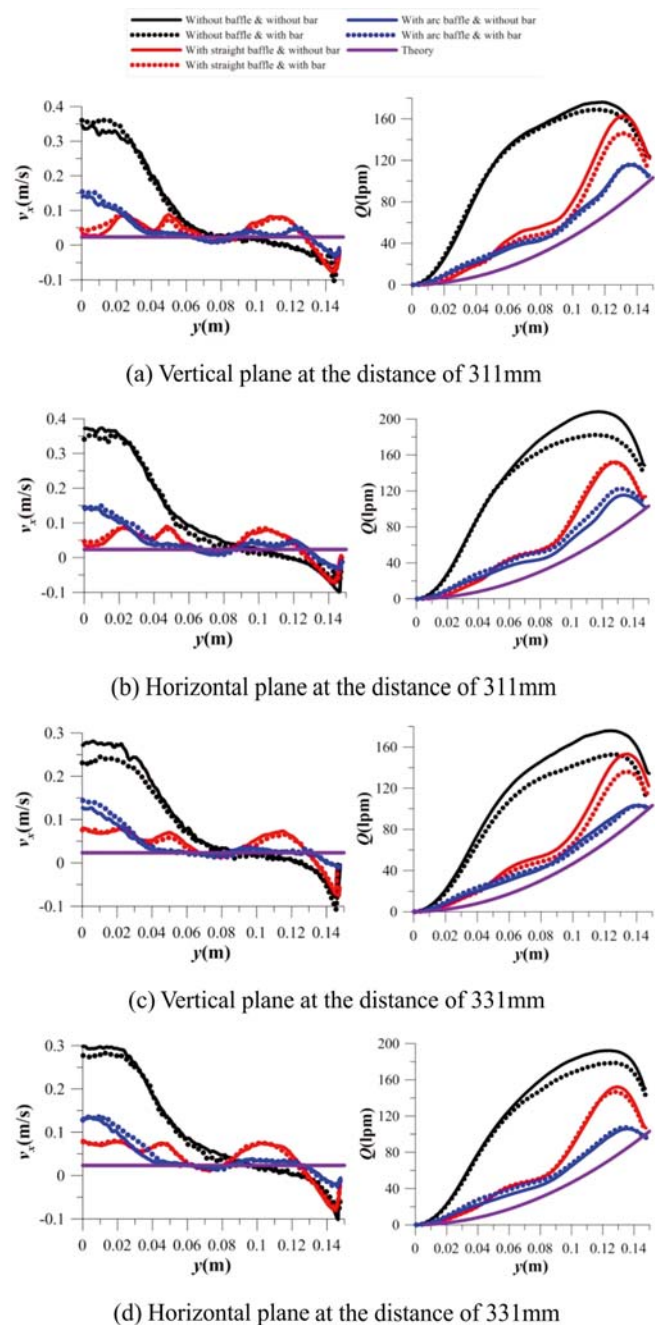 Without baffle & without bar
With arc baffle & without bar
Without baffle & with bar
With arc baffle & with bar
With straight baffle & without bar
Theory
With straight baffle & with bar
0.4
0.3
0.2
0.1
0
-0.1
vx(m/s)
0 0.02 0.04 0.06 0.08 0.1 0.12 0.14
y(m)
160
120
80
40
0
Q(lpm)
0 0.02 0.04 0.06 0.08 0.1 0.12 0.14
y(m)
(a) Vertical plane at the distance of 311mm
0.4
0.3
0.2
0.1
0
-0.1
vx(m/s)
0 0.02 0.04 0.06 0.08 0.1 0.12 0.14
y(m)
200
160
120
80
40
0
Q(lpm)
0 0.02 0.04 0.06 0.08 0.1 0.12 0.14
y(m)
(b) Horizontal plane at the distance of 311mm
0.3
0.2
0.1
0
-0.1
vx(m/s)
0 0.02 0.04 0.06 0.08 0.1 0.12 0.14
y(m)
160
120
80
40
0
Q(lpm)
0 0.02 0.04 0.06 0.08 0.1 0.12 0.14
y(m)
(c) Vertical plane at the distance of 331mm
0.3
0.2
0.1
0
-0.1
vx(m/s)
0 0.02 0.04 0.06 0.08 0.1 0.12 0.14
y(m)
200
160
120
80
40
0
Q(lpm)
0 0.02 0.04 0.06 0.08 0.1 0.12 0.14
y(m)
(d) Horizontal plane at the distance of 331mm